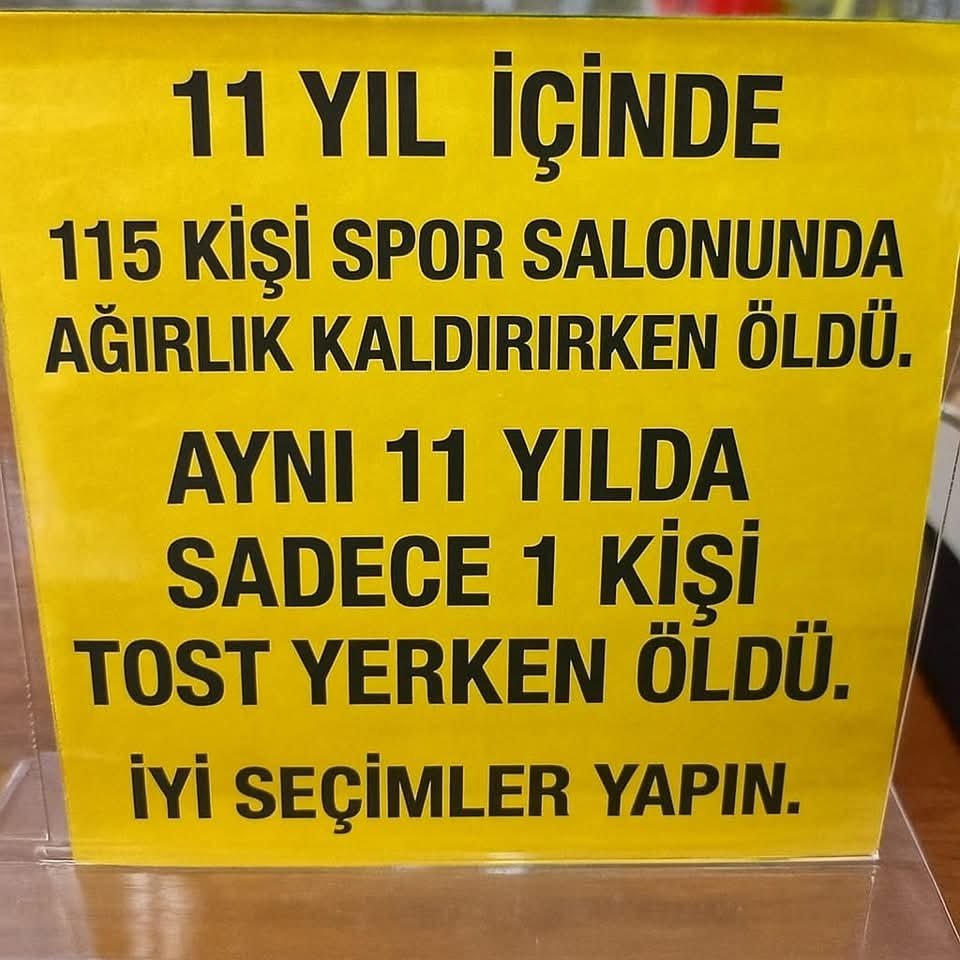 11 YIL İÇİNDE
115 KİŞİ SPOR SALONUNDA
AĞIRLIK KALDIRIRKEN ÖLDÜ.
AYNI 11 YILDA
SADECE 1 KİŞİ
TOST YERKEN ÖLDÜ.
İYİ SEÇİMLER YAPIN.